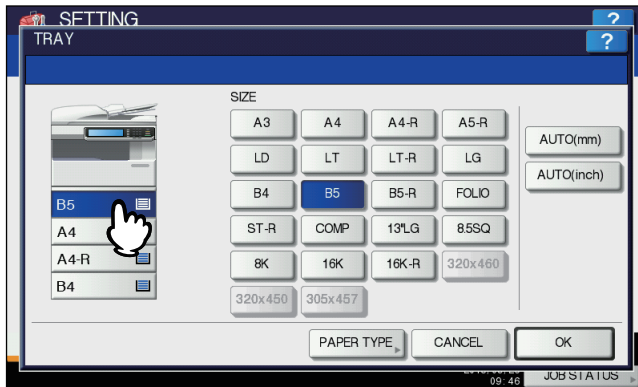 SETTING ?
TRAY ?
SIZE
A3 A4 A4-R A5-R
AUTO(mm)
LD LT LT-R LG
AUTO(inch)
B4 B5 B5-R FOLIO
B5
ST-R COMP 13"LG 8.5SQ
A4
A4-R
8K 16K 16K-R 320x460
B4
320x450 305x457
PAPER TYPE CANCEL OK
JOB STATUS
09:46